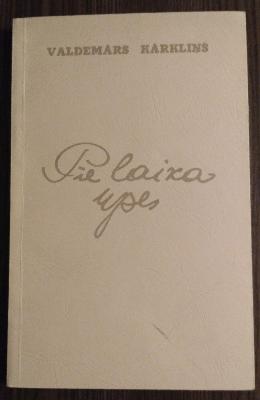 VALDEMĀRS KĀRKLIŅŠ
Pie laika
upes